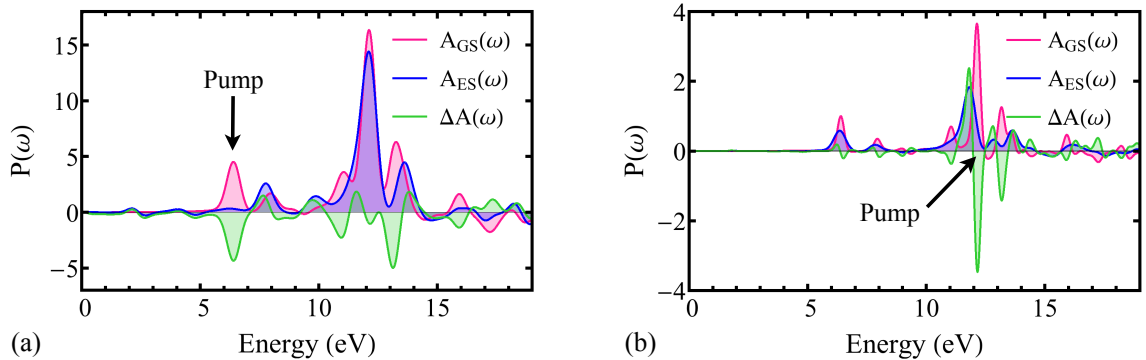 A_GS(ω)
A_ES(ω)
ΔA(ω)
Pump
P(ω)
15
10
5
0
−5
0
5
10
15
Energy (eV)
(a)
A_GS(ω)
A_ES(ω)
ΔA(ω)
Pump
P(ω)
4
2
0
−2
−4
0
5
10
15
Energy (eV)
(b)